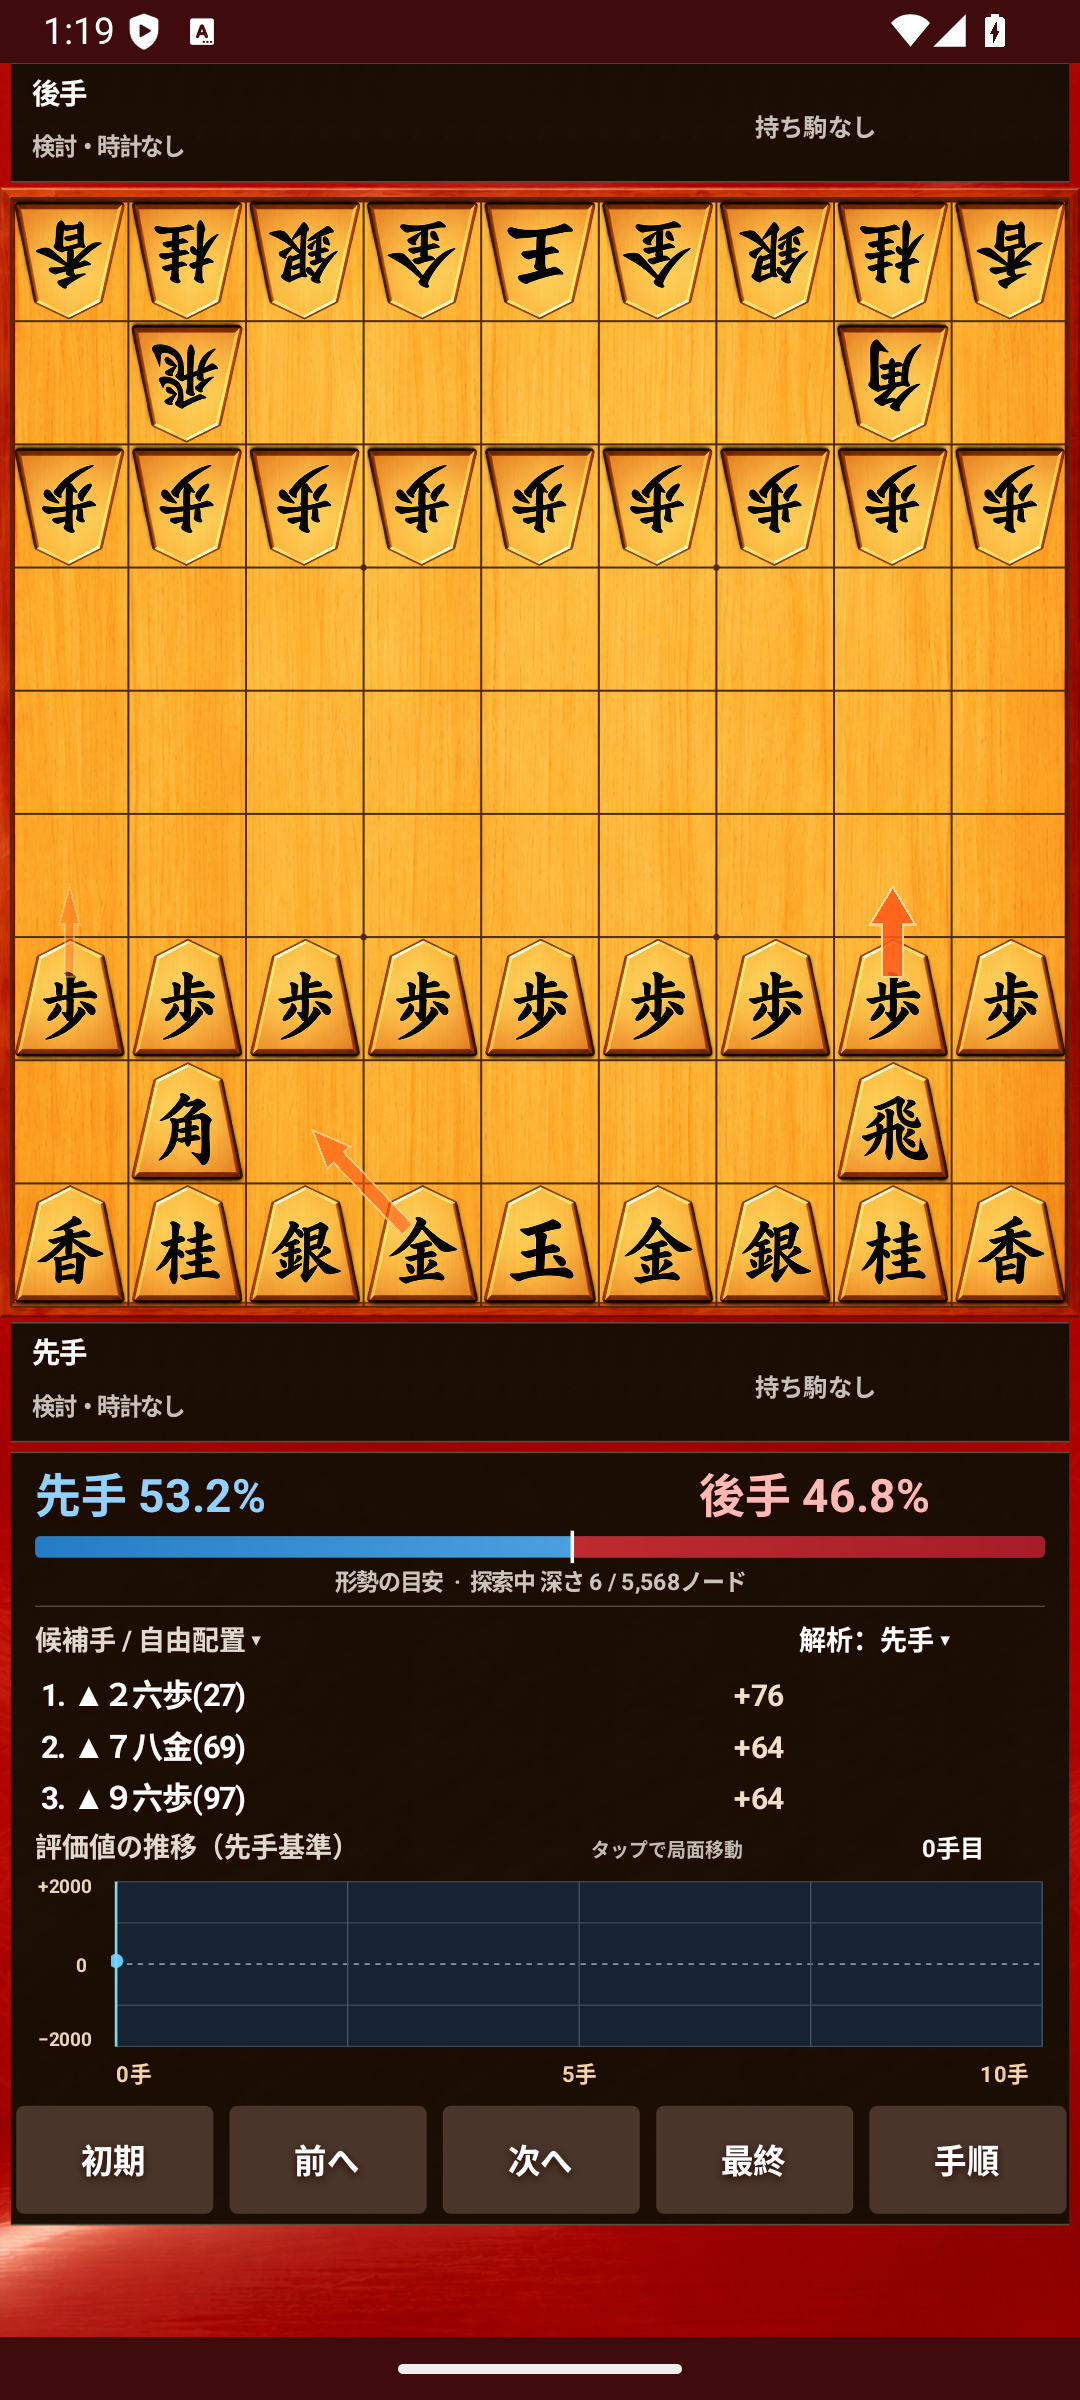 1:19
後手
検討・時計なし
持ち駒なし
香 桂 銀 金 王 金 銀 桂 香
飛 角
歩 歩 歩 歩 歩 歩 歩 歩 歩
歩 歩 歩 歩 歩 歩 歩 歩 歩
角 飛
香 桂 銀 金 玉 金 銀 桂 香
先手
検討・時計なし
持ち駒なし
先手 53.2% 後手 46.8%
形勢の目安 · 探索中 深さ 6 / 5,568ノード
候補手 / 自由配置 ▾ 解析：先手 ▾
1. ▲２六歩(27) +76
2. ▲７八金(69) +64
3. ▲９六歩(97) +64
評価値の推移（先手基準） タップで局面移動 0手目
+2000
0
−2000
0手 5手 10手
初期 前へ 次へ 最終 手順